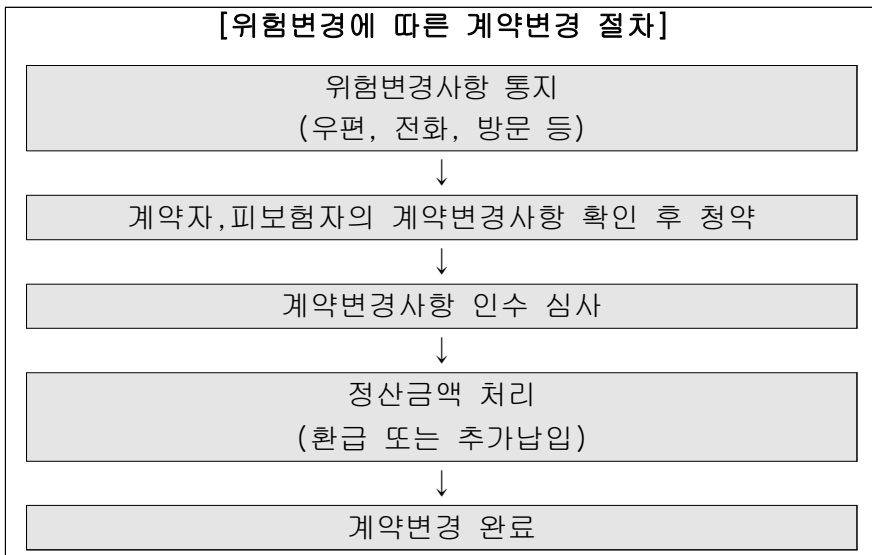 [위험변경에 따른 계약변경 절차]
위험변경사항 통지
(우편, 전화, 방문 등)
↓
계약자,피보험자의 계약변경사항 확인 후 청약
↓
계약변경사항 인수 심사
↓
정산금액 처리
(환급 또는 추가납입)
↓
계약변경 완료